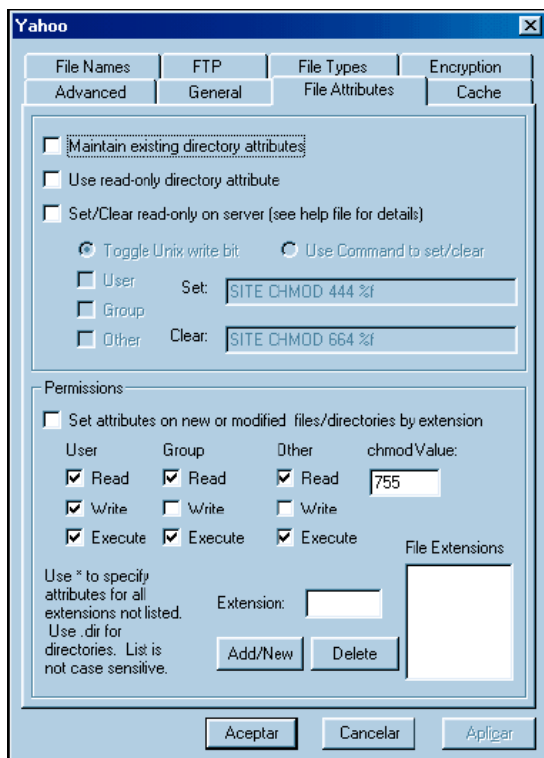 Yahoo
File Names FTP File Types Encryption
Advanced General File Attributes Cache
Maintain existing directory attributes
Use read-only directory attribute
Set/Clear read-only on server (see help file for details)
Toggle Unix write bit Use Command to set/clear
User Set: SITE CHMOD 444 %f
Group
Other Clear: SITE CHMOD 664 %f
Permissions
Set attributes on new or modified files/directories by extension
User Group Other chmod Value:
Read Read Read 755
Write Write Write
Execute Execute Execute
File Extensions
Use * to specify
attributes for all
extensions not listed.
Use .dir for
directories. List is
not case sensitive.
Extension:
Add/New Delete
Aceptar Cancelar Aplicar